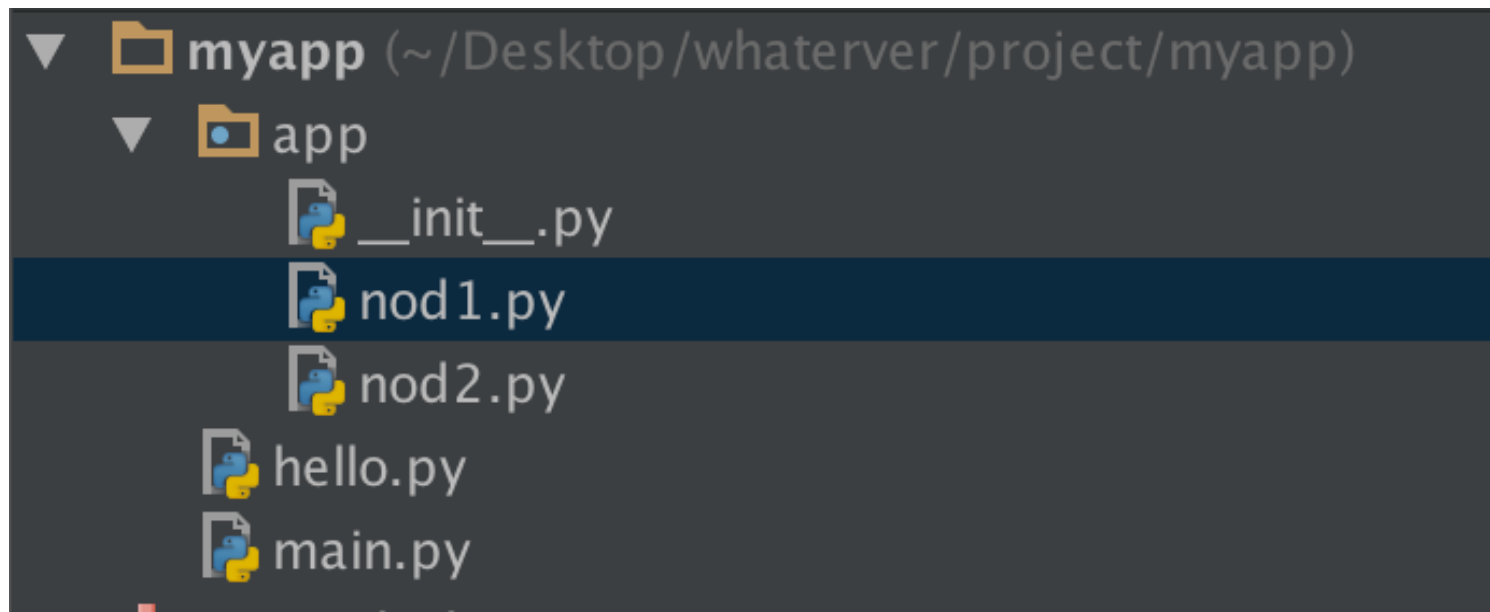 myapp (~/Desktop/whaterver/project/myapp)
app
__init__.py
nod1.py
nod2.py
hello.py
main.py